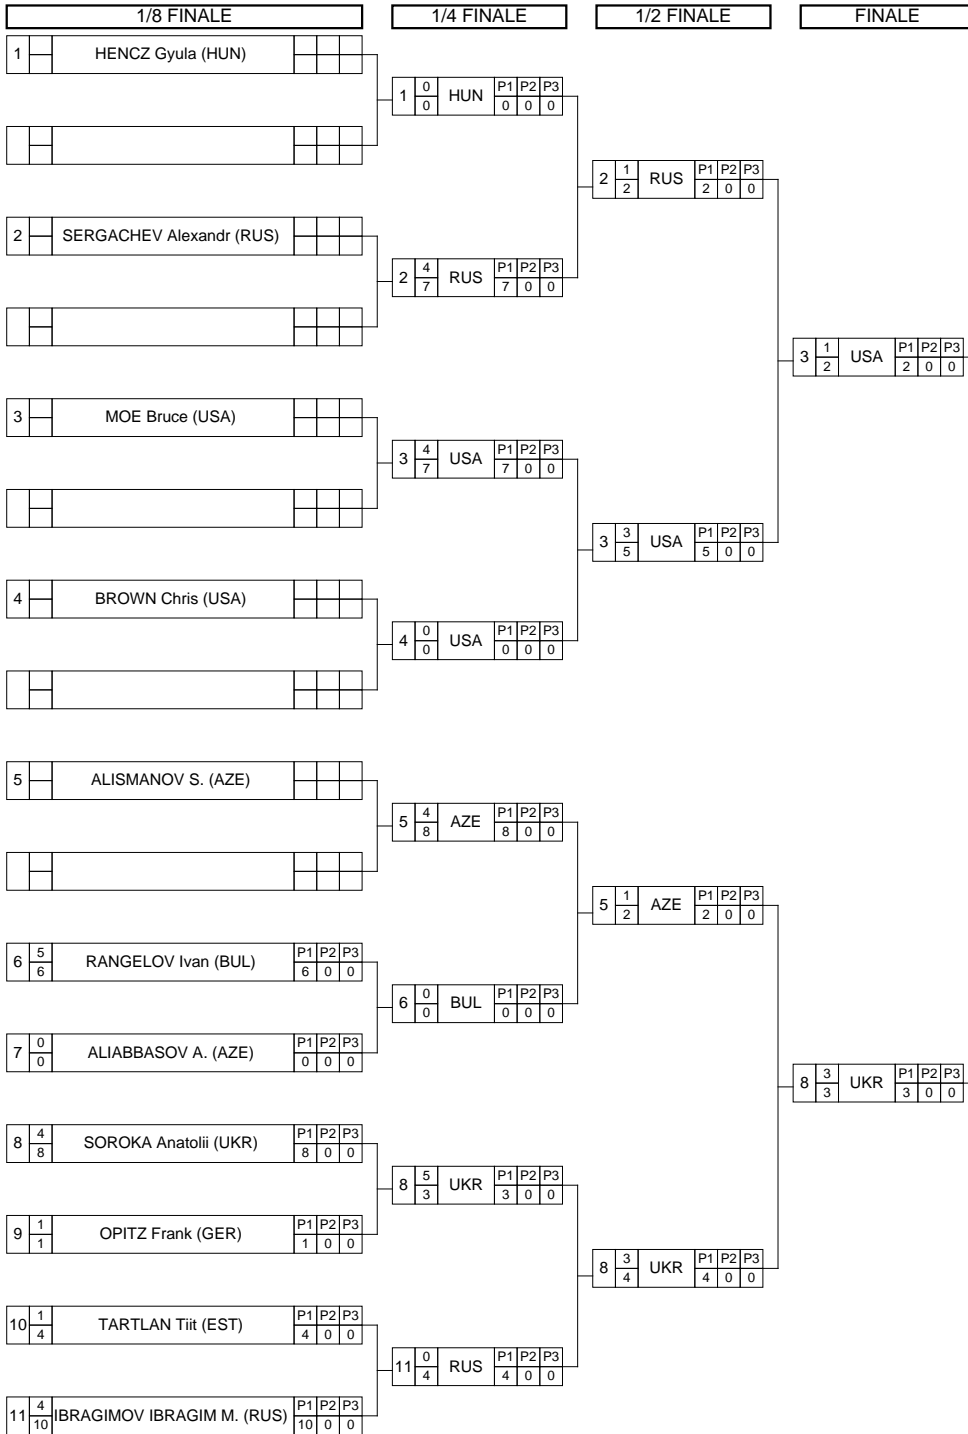 1/8 FINALE 1/4 FINALE 1/2 FINALE FINALE
1 HENCZ Gyula (HUN)
1 0 0 HUN P1 P2 P3 0 0 0
2 1 2 RUS P1 P2 P3 2 0 0
2 SERGACHEV Alexandr (RUS)
2 4 7 RUS P1 P2 P3 7 0 0
3 1 2 USA P1 P2 P3 2 0 0
3 MOE Bruce (USA)
3 4 7 USA P1 P2 P3 7 0 0
3 3 5 USA P1 P2 P3 5 0 0
4 BROWN Chris (USA)
4 0 0 USA P1 P2 P3 0 0 0
5 ALISMANOV S. (AZE)
5 4 8 AZE P1 P2 P3 8 0 0
5 1 2 AZE P1 P2 P3 2 0 0
6 5 6 RANGELOV Ivan (BUL) P1 P2 P3 6 0 0
6 0 0 BUL P1 P2 P3 0 0 0
7 0 0 ALIABBASOV A. (AZE) P1 P2 P3 0 0 0
8 3 3 UKR P1 P2 P3 3 0 0
8 4 8 SOROKA Anatolii (UKR) P1 P2 P3 8 0 0
8 5 3 UKR P1 P2 P3 3 0 0
9 1 1 OPITZ Frank (GER) P1 P2 P3 1 0 0
8 3 4 UKR P1 P2 P3 4 0 0
10 1 4 TARTLAN Tiit (EST) P1 P2 P3 4 0 0
11 0 4 RUS P1 P2 P3 4 0 0
11 4 10 IBRAGIMOV IBRAGIM M. (RUS) P1 P2 P3 10 0 0